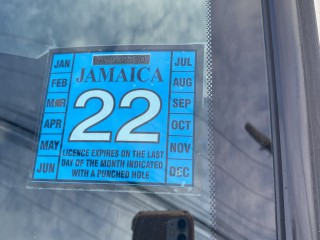 JAMAICA
JAN
FEB
MAR
APR
MAY
JUN
22
JUL
AUG
SEP
OCT
NOV
DEC
LICENCE EXPIRES ON THE LAST
DAY OF THE MONTH INDICATED
WITH A PUNCHED HOLE